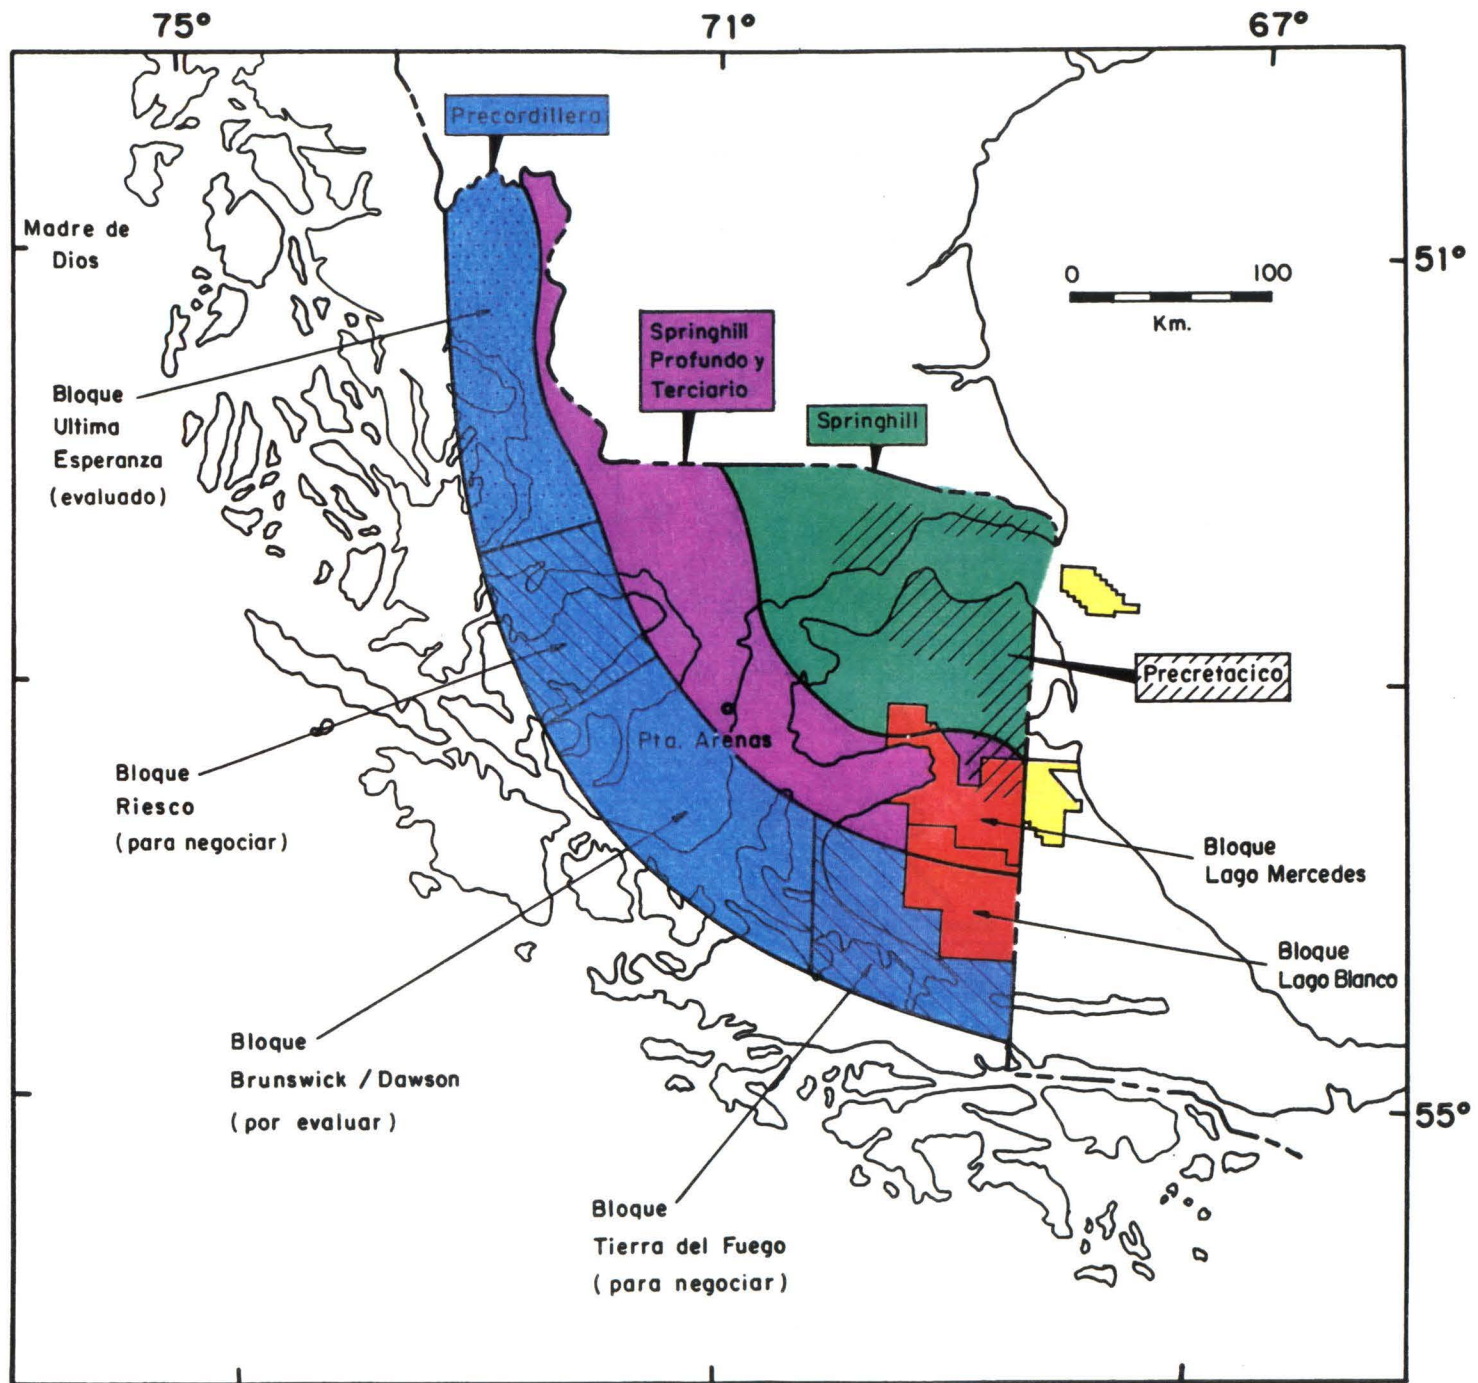 75° 71° 67°
Precordillera
Madre de
Dios
51°
0 100
Km.
Springhill
Profundo y
Terciario
Springhill
Bloque
Ultima
Esperanza
(evaluado)
Precretacico
Pta. Arenas
Bloque
Riesco
(para negociar)
Bloque
Lago Mercedes
Bloque
Lago Blanco
Bloque
Brunswick / Dawson
(por evaluar)
55°
Bloque
Tierra del Fuego
(para negociar)